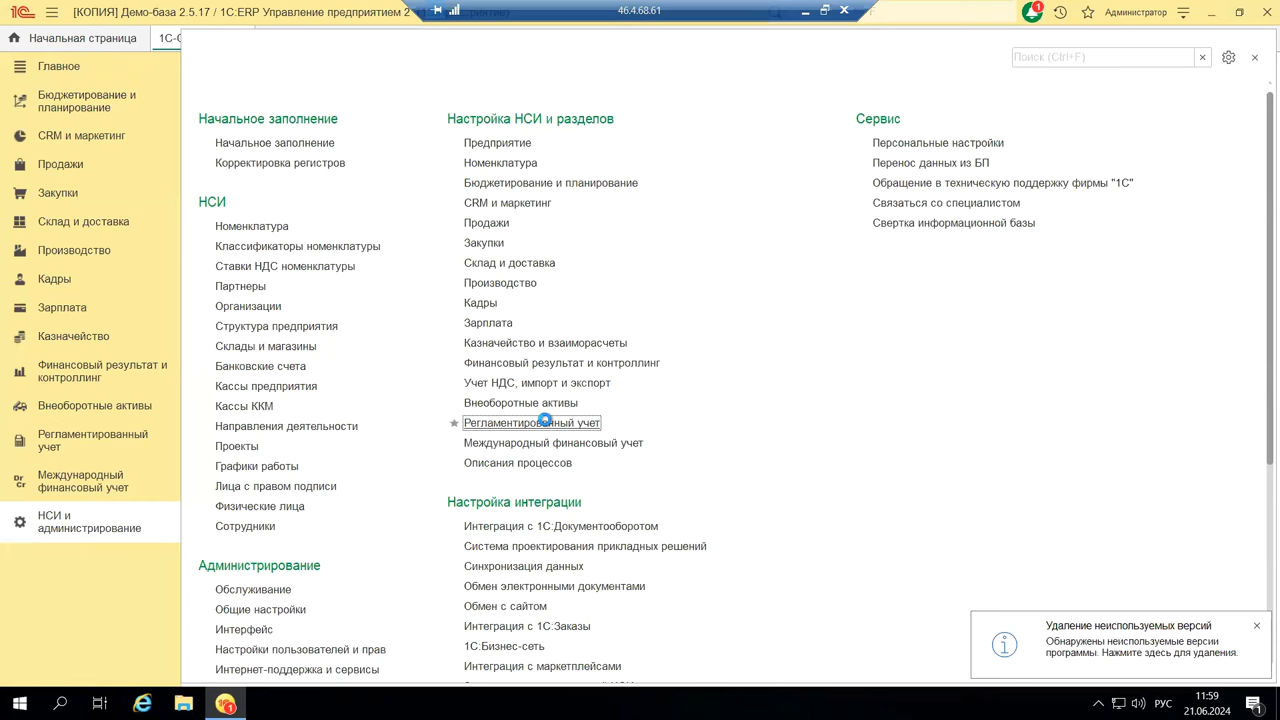 [КОПИЯ] Демо-база 2.5.17 / 1С:ERP Управление предприятием 2
46.4.68.61
1
Администратор
Начальная страница
Поиск (Ctrl+F)
Главное
Бюджетирование и
планирование
CRM и маркетинг
Продажи
Закупки
Склад и доставка
Производство
Кадры
Зарплата
Казначейство
Финансовый результат и
контроллинг
Внеоборотные активы
Регламентированный
учет
Международный
финансовый учет
НСИ и
администрирование
Начальное заполнение
Начальное заполнение
Корректировка регистров
НСИ
Номенклатура
Классификаторы номенклатуры
Ставки НДС номенклатуры
Партнеры
Организации
Структура предприятия
Склады и магазины
Банковские счета
Кассы предприятия
Кассы ККМ
Направления деятельности
Проекты
Графики работы
Лица с правом подписи
Физические лица
Сотрудники
Администрирование
Обслуживание
Общие настройки
Интерфейс
Настройки пользователей и прав
Интернет-поддержка и сервисы
Настройка НСИ и разделов
Предприятие
Номенклатура
Бюджетирование и планирование
CRM и маркетинг
Продажи
Закупки
Склад и доставка
Производство
Кадры
Зарплата
Казначейство и взаиморасчеты
Финансовый результат и контроллинг
Учет НДС, импорт и экспорт
Внеоборотные активы
Регламентированный учет
Международный финансовый учет
Описания процессов
Настройка интеграции
Интеграция с 1С:Документооборотом
Система проектирования прикладных решений
Синхронизация данных
Обмен электронными документами
Обмен с сайтом
Интеграция с 1С:Заказы
1С:Бизнес-сеть
Интеграция с маркетплейсами
Сервис
Персональные настройки
Перенос данных из БП
Обращение в техническую поддержку фирмы "1С"
Связаться со специалистом
Свертка информационной базы
Удаление неиспользуемых версий
Обнаружены неиспользуемые версии
программы. Нажмите здесь для удаления.
1
РУС
11:59
21.06.2024
1